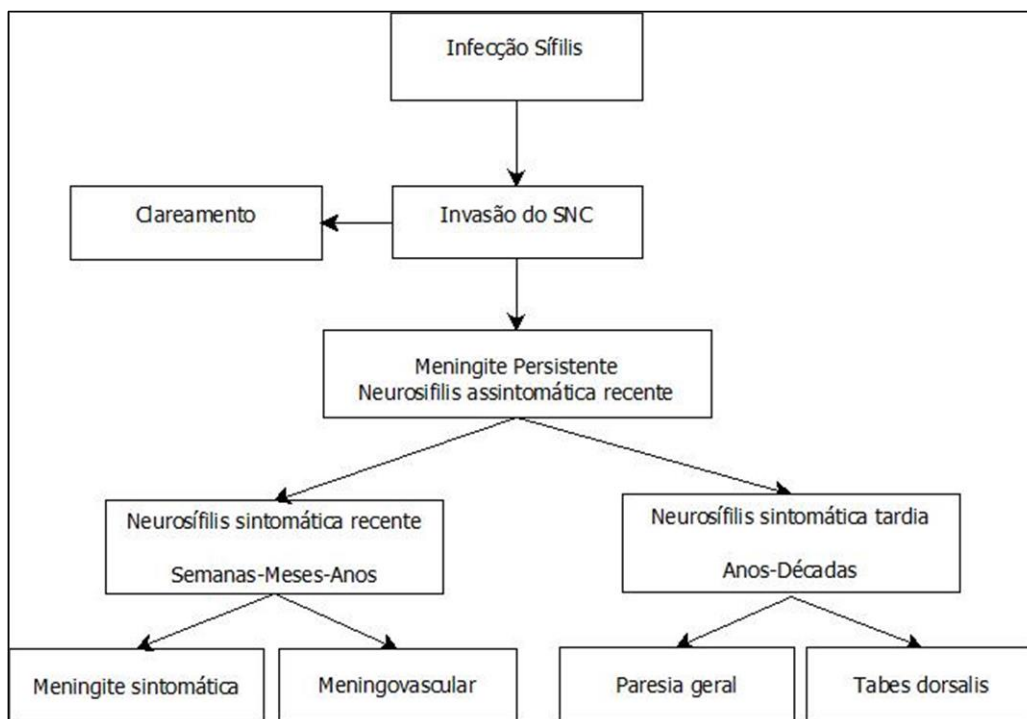 Infecção Sífilis
Clareamento
Invasão do SNC
Meningite Persistente
Neurosifilis assintomática recente
Neurosífilis sintomática recente
Semanas-Meses-Anos
Neurosífilis sintomática tardia
Anos-Décadas
Meningite sintomática
Meningovascular
Paresia geral
Tabes dorsalis